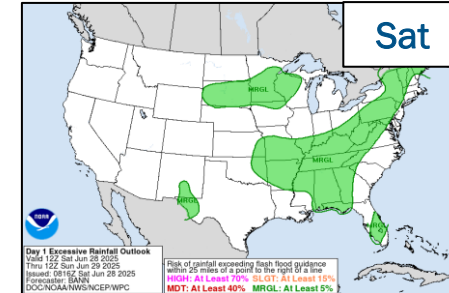 Sat
MRGL
MRGL
MRGL
MRGL
NOAA
Day 1 Excessive Rainfall Outlook
Valid 12Z Sat Jun 28 2025
Thru 12Z Sun Jun 29 2025
Issued: 0816Z Sat Jun 28 2025
Forecaster: BANN
DOC/NOAA/NWS/NCEP/WPC
Risk of rainfall exceeding flash flood guidance
within 25 miles of a point to the right of a line
HIGH: At Least 70% SLGT: At Least 15%
MDT: At Least 40% MRGL: At Least 5%